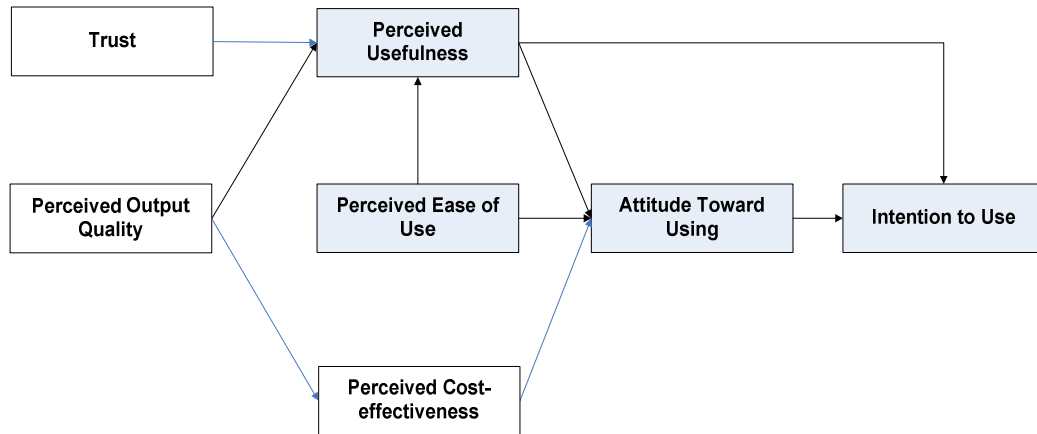 Trust
Perceived
Usefulness
Perceived Output
Quality
Perceived Ease of
Use
Attitude Toward
Using
Intention to Use
Perceived Cost-
effectiveness